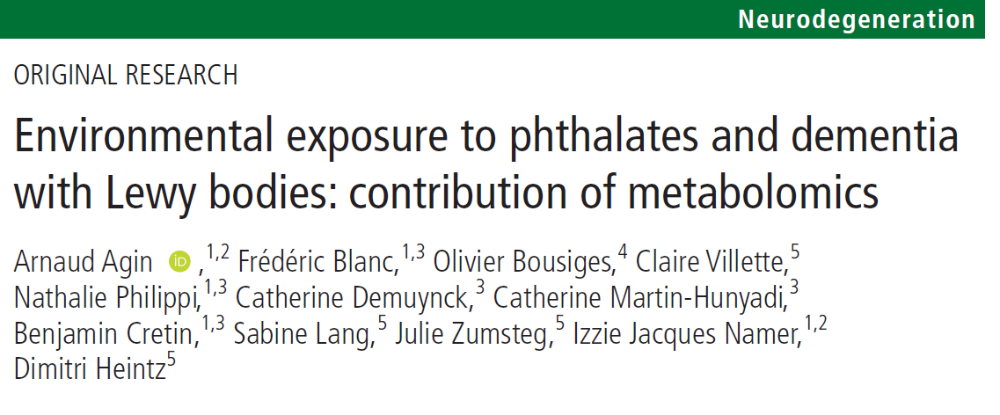 Neurodegeneration
ORIGINAL RESEARCH
Environmental exposure to phthalates and dementia
with Lewy bodies: contribution of metabolomics
Arnaud Agin iD ,1,2 Frédéric Blanc,1,3 Olivier Bousiges,4 Claire Villette,5
Nathalie Philippi,1,3 Catherine Demuynck,3 Catherine Martin-Hunyadi,3
Benjamin Cretin,1,3 Sabine Lang,5 Julie Zumsteg,5 Izzie Jacques Namer,1,2
Dimitri Heintz5